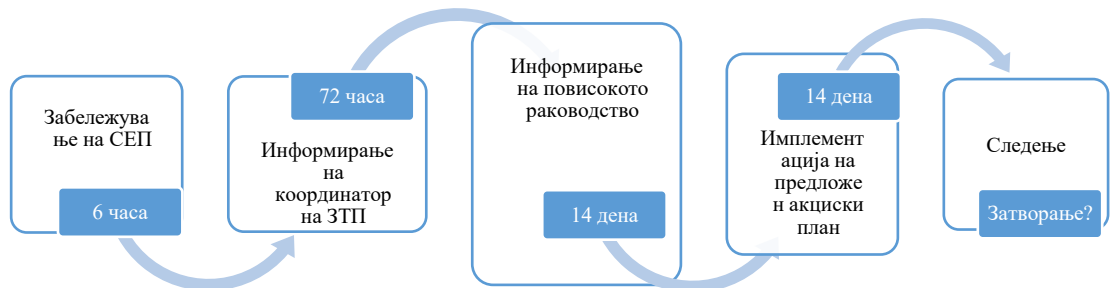 Забележува
ње на СЕП
6 часа
72 часа
Информирање
на
координатор
на ЗТП
Информирање
на повисокото
раководство
14 дена
14 дена
Имплемент
ација на
предложе
н акциски
план
Следење
Затворање?